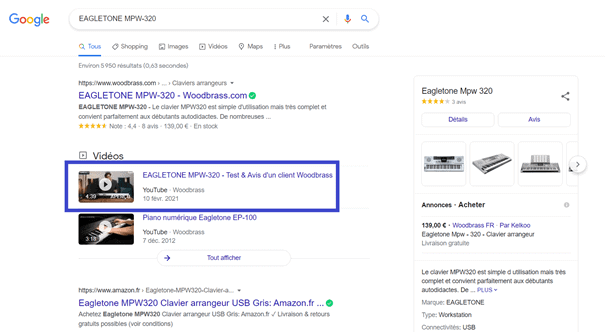 Google
EAGLETONE MPW-320
Tous
Shopping
Images
Vidéos
Maps
Plus
Paramètres
Outils
Environ 5 950 résultats (0,63 secondes)
https://www.woodbrass.com › ... › Claviers arrangeurs
EAGLETONE MPW-320 - Woodbrass.com
EAGLETONE MPW-320 - Le clavier MPW320 est simple d'utilisation mais très complet et
convient parfaitement aux débutants autodidactes. De nombreuses ...
Note : 4,4 · 8 avis · 139,00 € · En stock
Vidéos
EAGLETONE MPW-320 - Test & Avis d'un client Woodbrass
YouTube · Woodbrass
10 févr. 2021
4:39
Piano numérique Eagletone EP-100
YouTube · Woodbrass
7 déc. 2012
3:18
Tout afficher
https://www.amazon.fr › Eagletone-MPW320-Clavier-a...
Eagletone MPW320 Clavier arrangeur USB Gris: Amazon.fr ...
Achetez Eagletone MPW320 Clavier arrangeur USB Gris: Amazon.fr ✓ Livraison & retours
gratuits possibles (voir conditions)
Eagletone Mpw 320
3 avis
Détails
Avis
Annonces · Acheter
139,00 € · Woodbrass FR · Par Kelkoo
Eagletone Mpw - 320 - Clavier arrangeur
Livraison gratuite
Le clavier MPW320 est simple d'utilisation mais très
complet et convient parfaitement aux débutants
autodidactes. De ... PLUS
Marque: EAGLETONE
Type: Workstation
Connectivités: USB